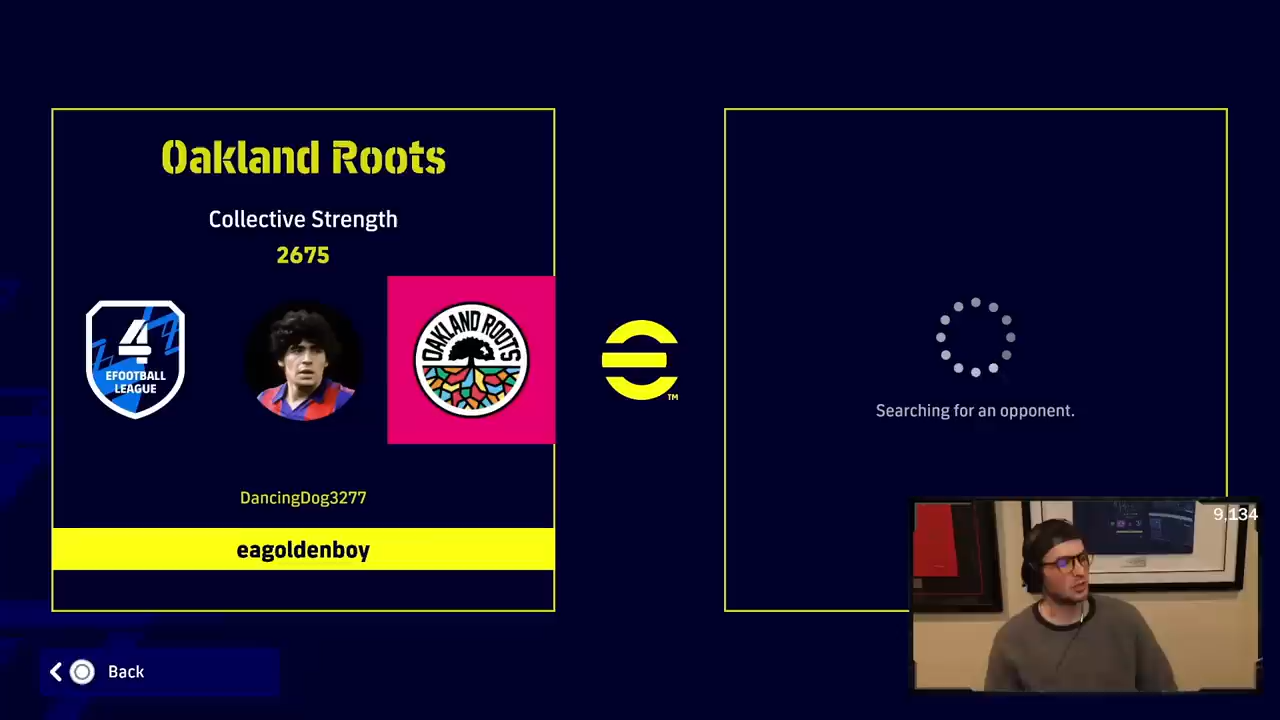 Oakland Roots
Collective Strength
2675
4
EFOOTBALL
LEAGUE
OAKLAND ROOTS
TM
Searching for an opponent.
DancingDog3277
eagoldenboy
9,134
Back